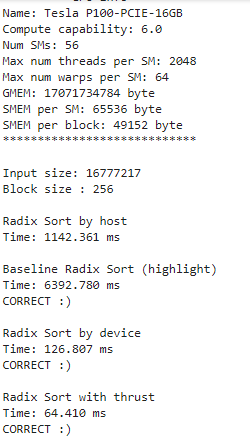 Name: Tesla P100-PCIE-16GB
Compute capability: 6.0
Num SMs: 56
Max num threads per SM: 2048
Max num warps per SM: 64
GMEM: 17071734784 byte
SMEM per SM: 65536 byte
SMEM per block: 49152 byte
****************************
Input size: 16777217
Block size : 256
Radix Sort by host
Time: 1142.361 ms
Baseline Radix Sort (highlight)
Time: 6392.780 ms
CORRECT :)
Radix Sort by device
Time: 126.807 ms
CORRECT :)
Radix Sort with thrust
Time: 64.410 ms
CORRECT :)